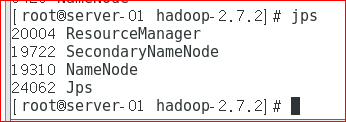 [root@server-01 hadoop-2.7.2]# jps
20004 ResourceManager
19722 SecondaryNameNode
19310 NameNode
24062 Jps
[root@server-01 hadoop-2.7.2]#